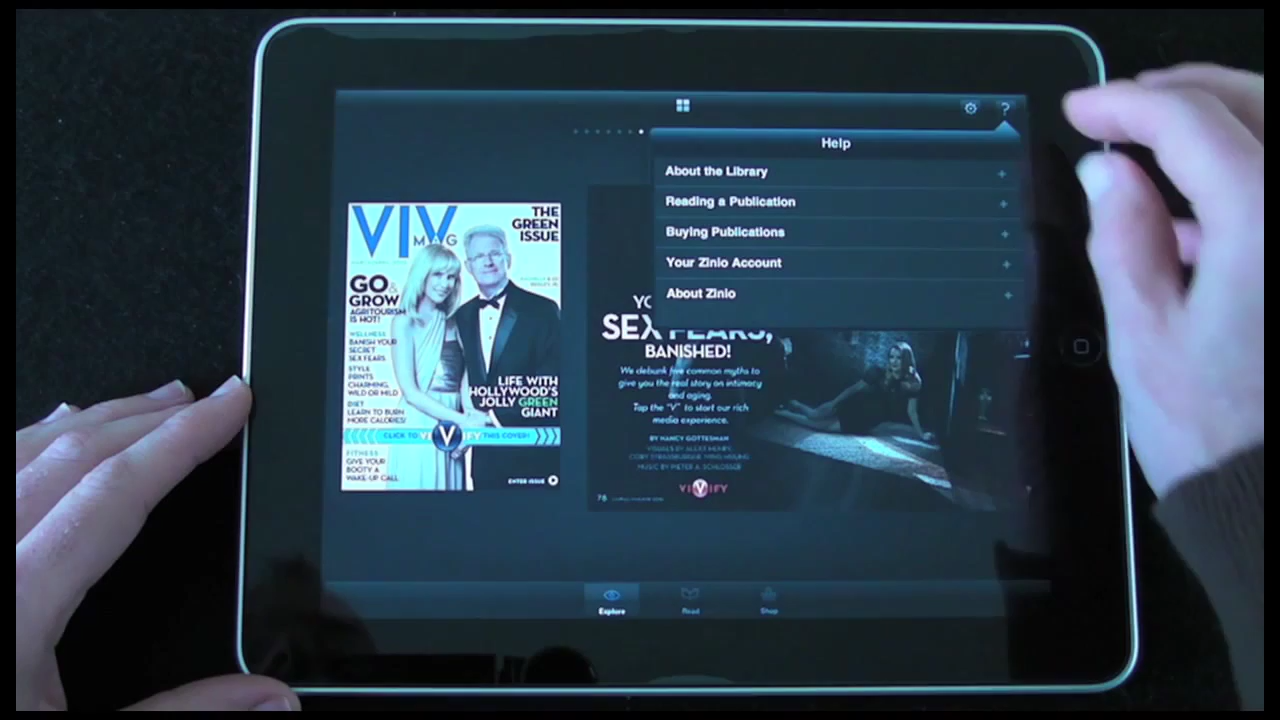 ?
Help
About the Library
Reading a Publication
Buying Publications
Your Zinio Account
About Zinio
VIV
MAG
THE
GREEN
ISSUE
GO &
GROW
AGRITOURISM
IS HOT!
WELLNESS
BANISH YOUR
SECRET
SEX FEARS
STYLE
PRINTS
CHARMING,
WILD OR MILD
DIET
LEARN TO BURN
MORE CALORIES!
LIFE WITH
HOLLYWOOD'S
JOLLY GREEN
GIANT
CLICK TO VIVIFY THIS COVER!
FITNESS
GIVE YOUR
BOOTY A
WAKE-UP CALL
ENTER ISSUE
YO
SEX FEARS,
BANISHED!
We debunk five common myths to
give you the real story on intimacy
and aging.
Tap the "V" to start our rich
media experience.
BY NANCY GOTTESMAN
VIVIFY
76
Explore
Read
Shop